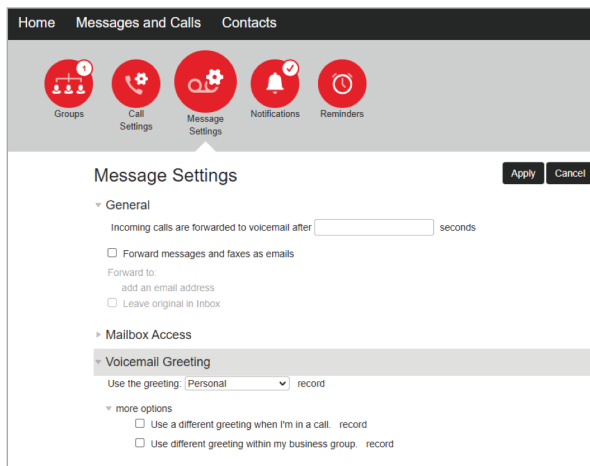 Home Messages and Calls Contacts
1
Groups
Call
Settings
Message
Settings
Notifications
Reminders
Message Settings
Apply Cancel
General
Incoming calls are forwarded to voicemail after seconds
Forward messages and faxes as emails
Forward to:
add an email address
Leave original in Inbox
Mailbox Access
Voicemail Greeting
Use the greeting: Personal record
more options
Use a different greeting when I'm in a call. record
Use different greeting within my business group. record